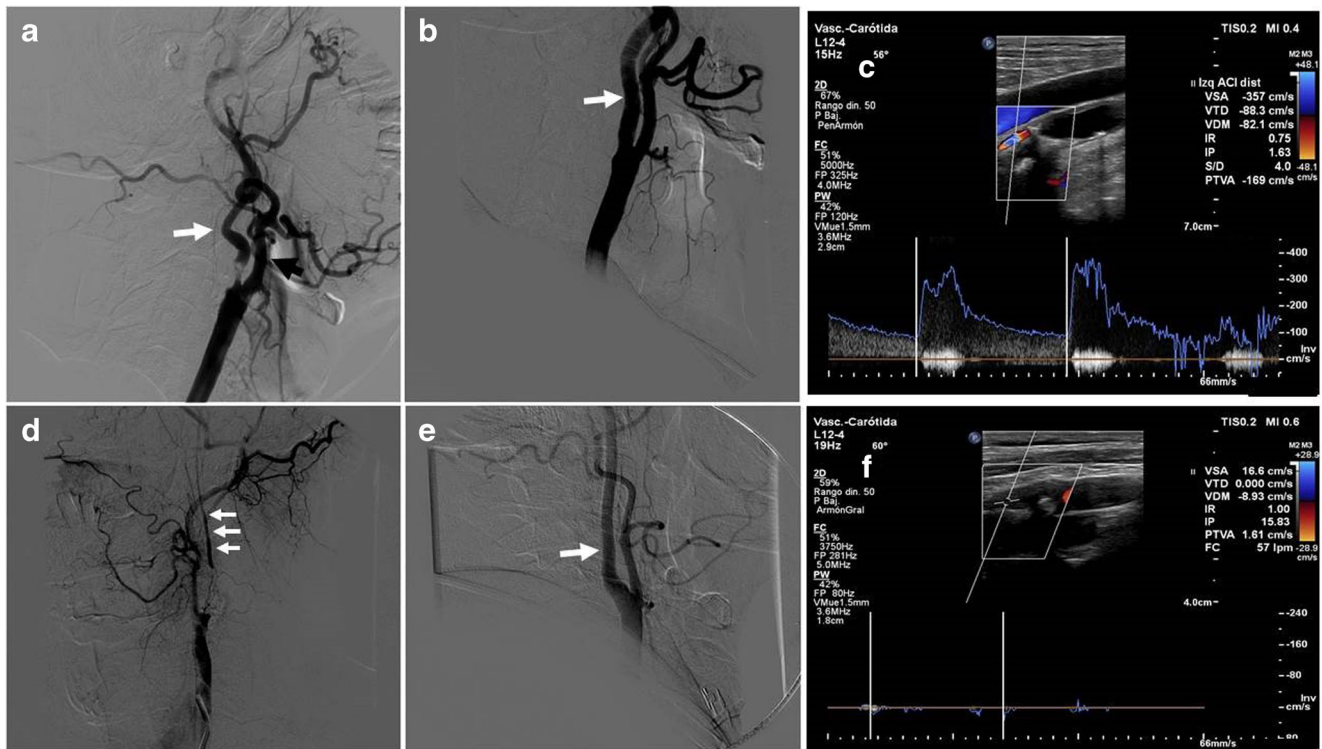 a
b
c
Vasc.-Carótida
L12-4
15Hz
56°
TIS0.2 MI 0.4
2D
67%
Rango din. 50
P Baj.
PenArmón
FC
51%
5000Hz
FP 325Hz
4.0MHz
PW
42%
FP 120Hz
VMue1.5mm
3.6MHz
2.9cm
M2 M3
+48.1
-48.1
cm/s
Izq ACI dist
VSA -357 cm/s
VTD -88.3 cm/s
VDM -82.1 cm/s
IR 0.75
IP 1.63
S/D 4.0
PTVA -169 cm/s
7.0cm
-400
-300
-200
-100
Inv
cm/s
66mm/s
d
e
f
Vasc.-Carótida
L12-4
19Hz
60°
TIS0.2 MI 0.6
2D
59%
Rango din. 50
P Baj.
ArmónGral
FC
51%
3750Hz
FP 281Hz
5.0MHz
PW
42%
FP 80Hz
VMue1.5mm
3.6MHz
1.8cm
M2 M3
+28.9
-28.9
cm/s
VSA 16.6 cm/s
VTD 0.000 cm/s
VDM -8.93 cm/s
IR 1.00
IP 15.83
PTVA 1.61 cm/s
FC 57 lpm
4.0cm
-240
-160
-80
Inv
cm/s
80
66mm/s